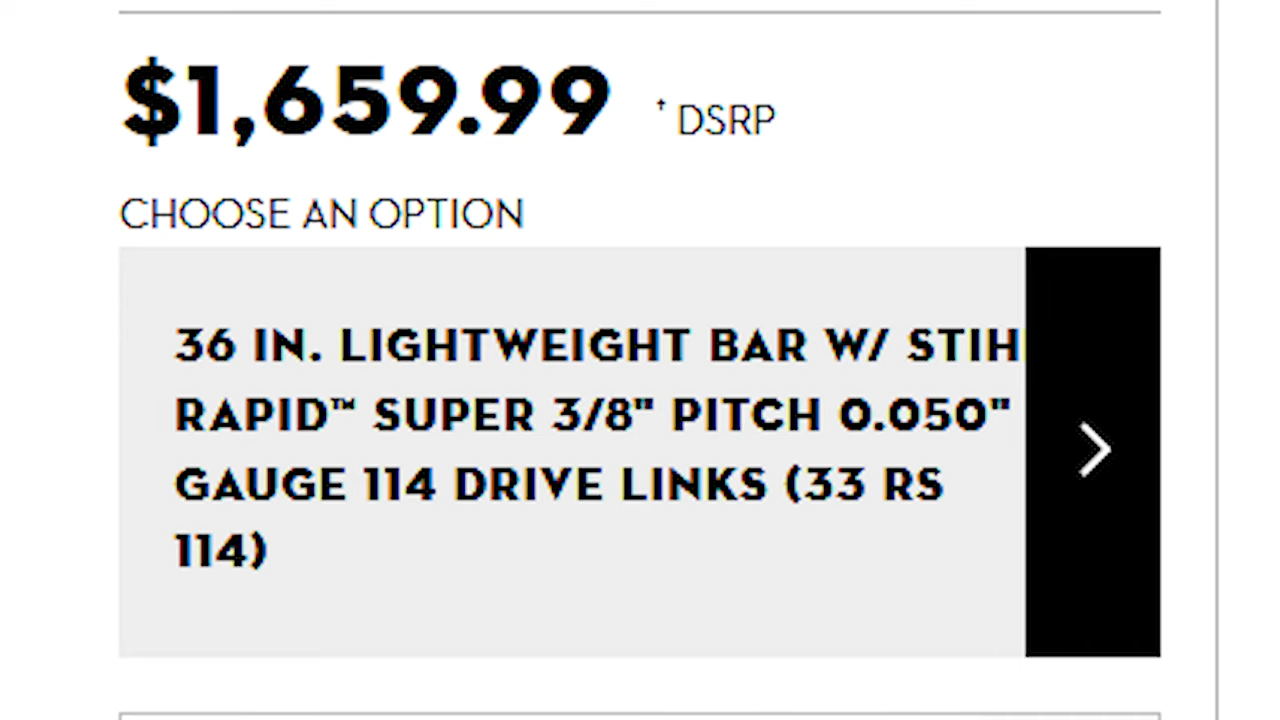 $1,659.99 † DSRP
CHOOSE AN OPTION
36 IN. LIGHTWEIGHT BAR W/ STIH
RAPID™ SUPER 3/8" PITCH 0.050"
GAUGE 114 DRIVE LINKS (33 RS
114)